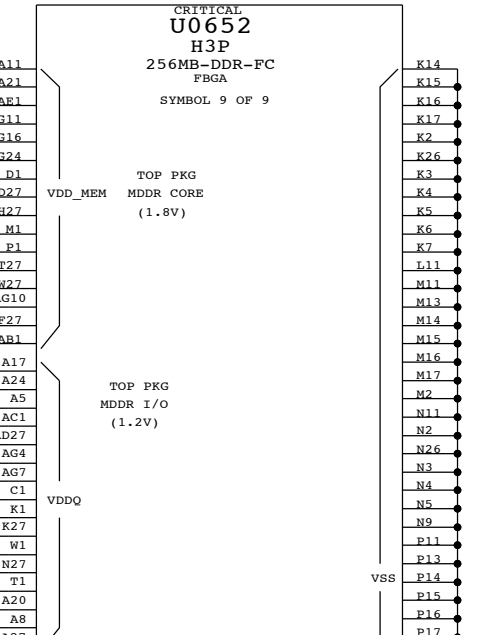 CRITICAL
U0652
H3P
256MB-DDR-FC
FBGA
SYMBOL 9 OF 9
A11
A21
AE1
G11
G16
G24
D1
D27
H27
M1
P1
T27
W27
AG10
F27
AB1
VDD_MEM
TOP PKG
MDDR CORE
(1.8V)
A17
A24
A5
AC1
AD27
AG4
AG7
C1
K1
K27
W1
N27
T1
A20
A8
VDDQ
TOP PKG
MDDR I/O
(1.2V)
K14
K15
K16
K17
K2
K26
K3
K4
K5
K6
K7
L11
M11
M13
M14
M15
M16
M17
M2
N11
N2
N26
N3
N4
N5
N9
P11
P13
P14
P15
P16
P17
VSS